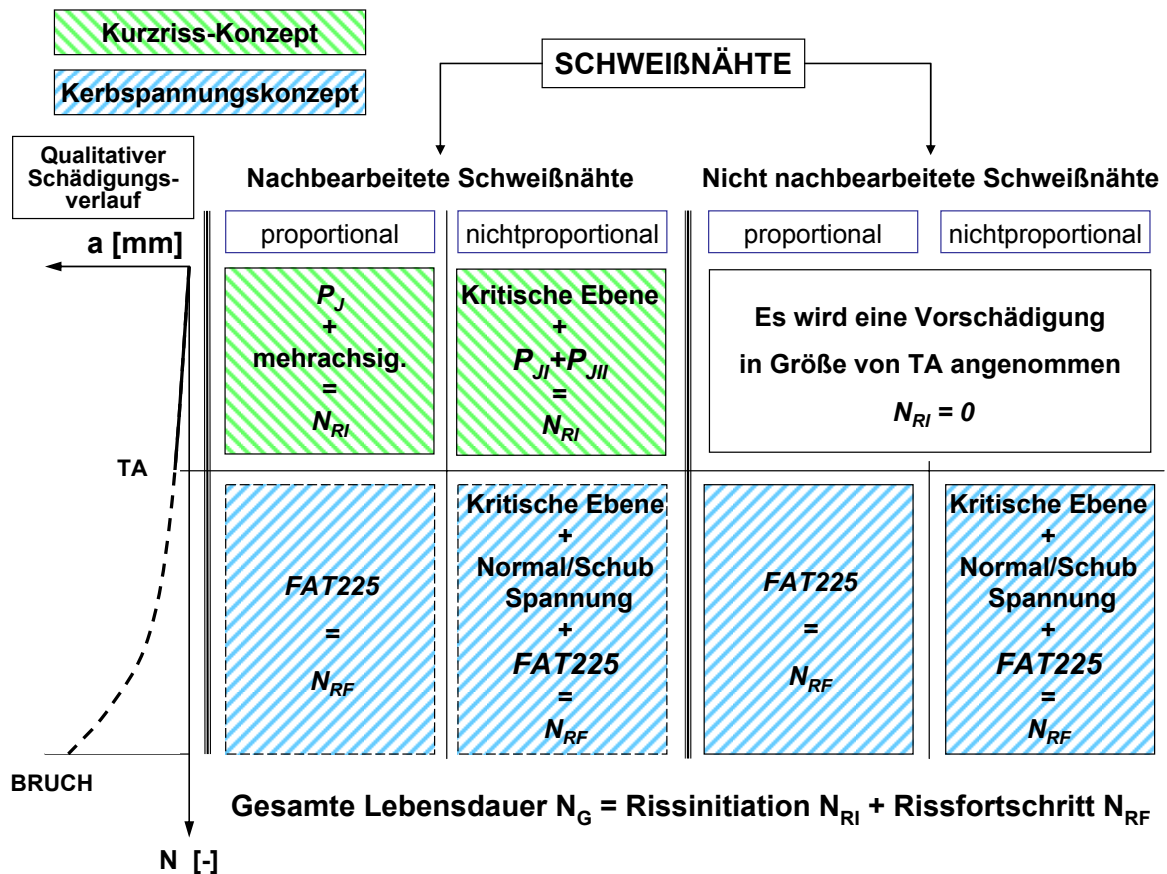 Kurzriss-Konzept
Kerbspannungskonzept
SCHWEIßNÄHTE
Qualitativer
Schädigungs-
verlauf
Nachbearbeitete Schweißnähte
Nicht nachbearbeitete Schweißnähte
a [mm]
proportional
nichtproportional
proportional
nichtproportional
P_J
+
mehrachsig.
=
N_RI
Kritische Ebene
+
P_JI+P_JII
=
N_RI
Es wird eine Vorschädigung
in Größe von TA angenommen
N_RI = 0
TA
FAT225
=
N_RF
Kritische Ebene
+
Normal/Schub
Spannung
+
FAT225
=
N_RF
FAT225
=
N_RF
Kritische Ebene
+
Normal/Schub
Spannung
+
FAT225
=
N_RF
BRUCH
Gesamte Lebensdauer N_G = Rissinitiation N_RI + Rissfortschritt N_RF
N [-]